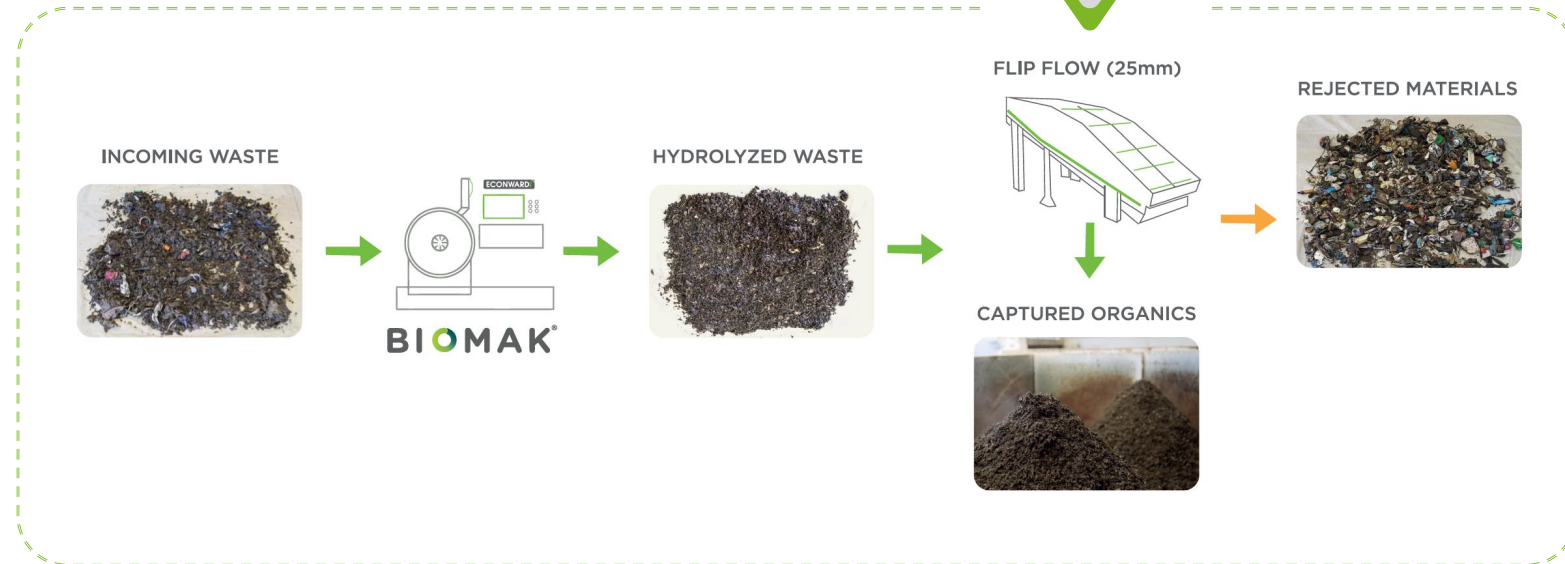 INCOMING WASTE
ECONWARD
BIOMAK®
HYDROLYZED WASTE
FLIP FLOW (25mm)
CAPTURED ORGANICS
REJECTED MATERIALS